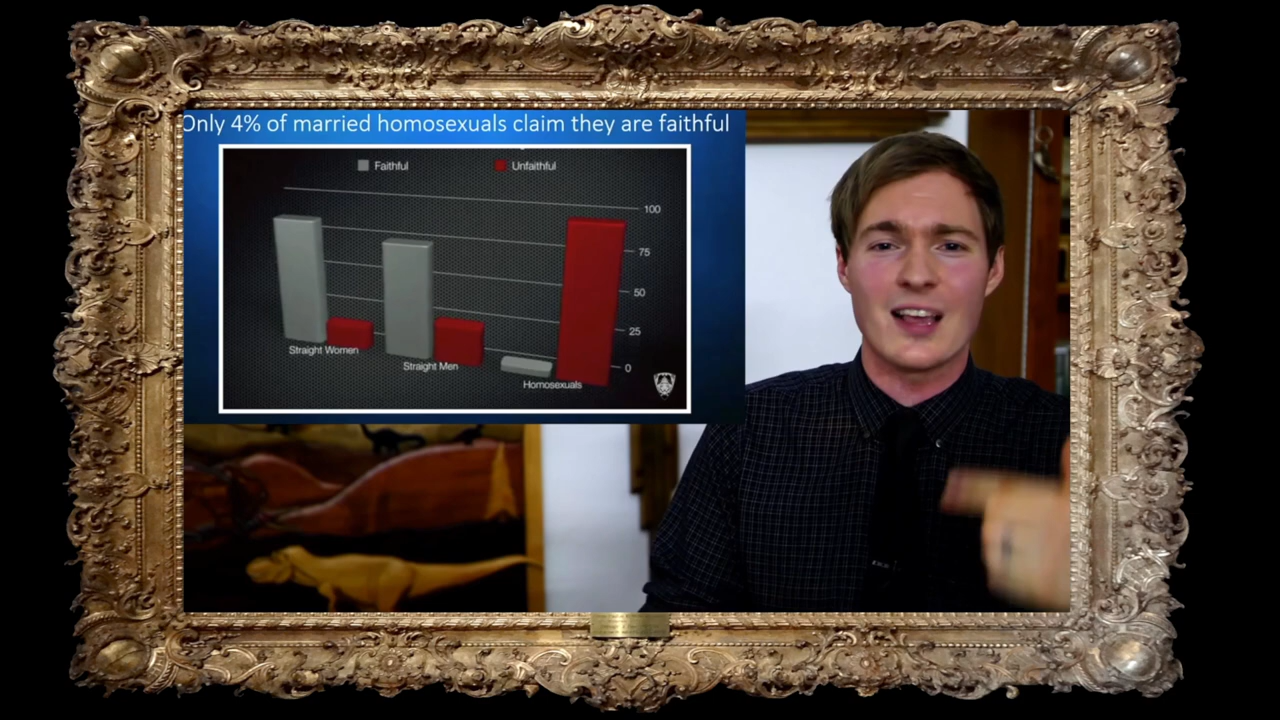 Only 4% of married homosexuals claim they are faithful
Faithful
Unfaithful
100
75
50
25
0
Straight Women
Straight Men
Homosexuals